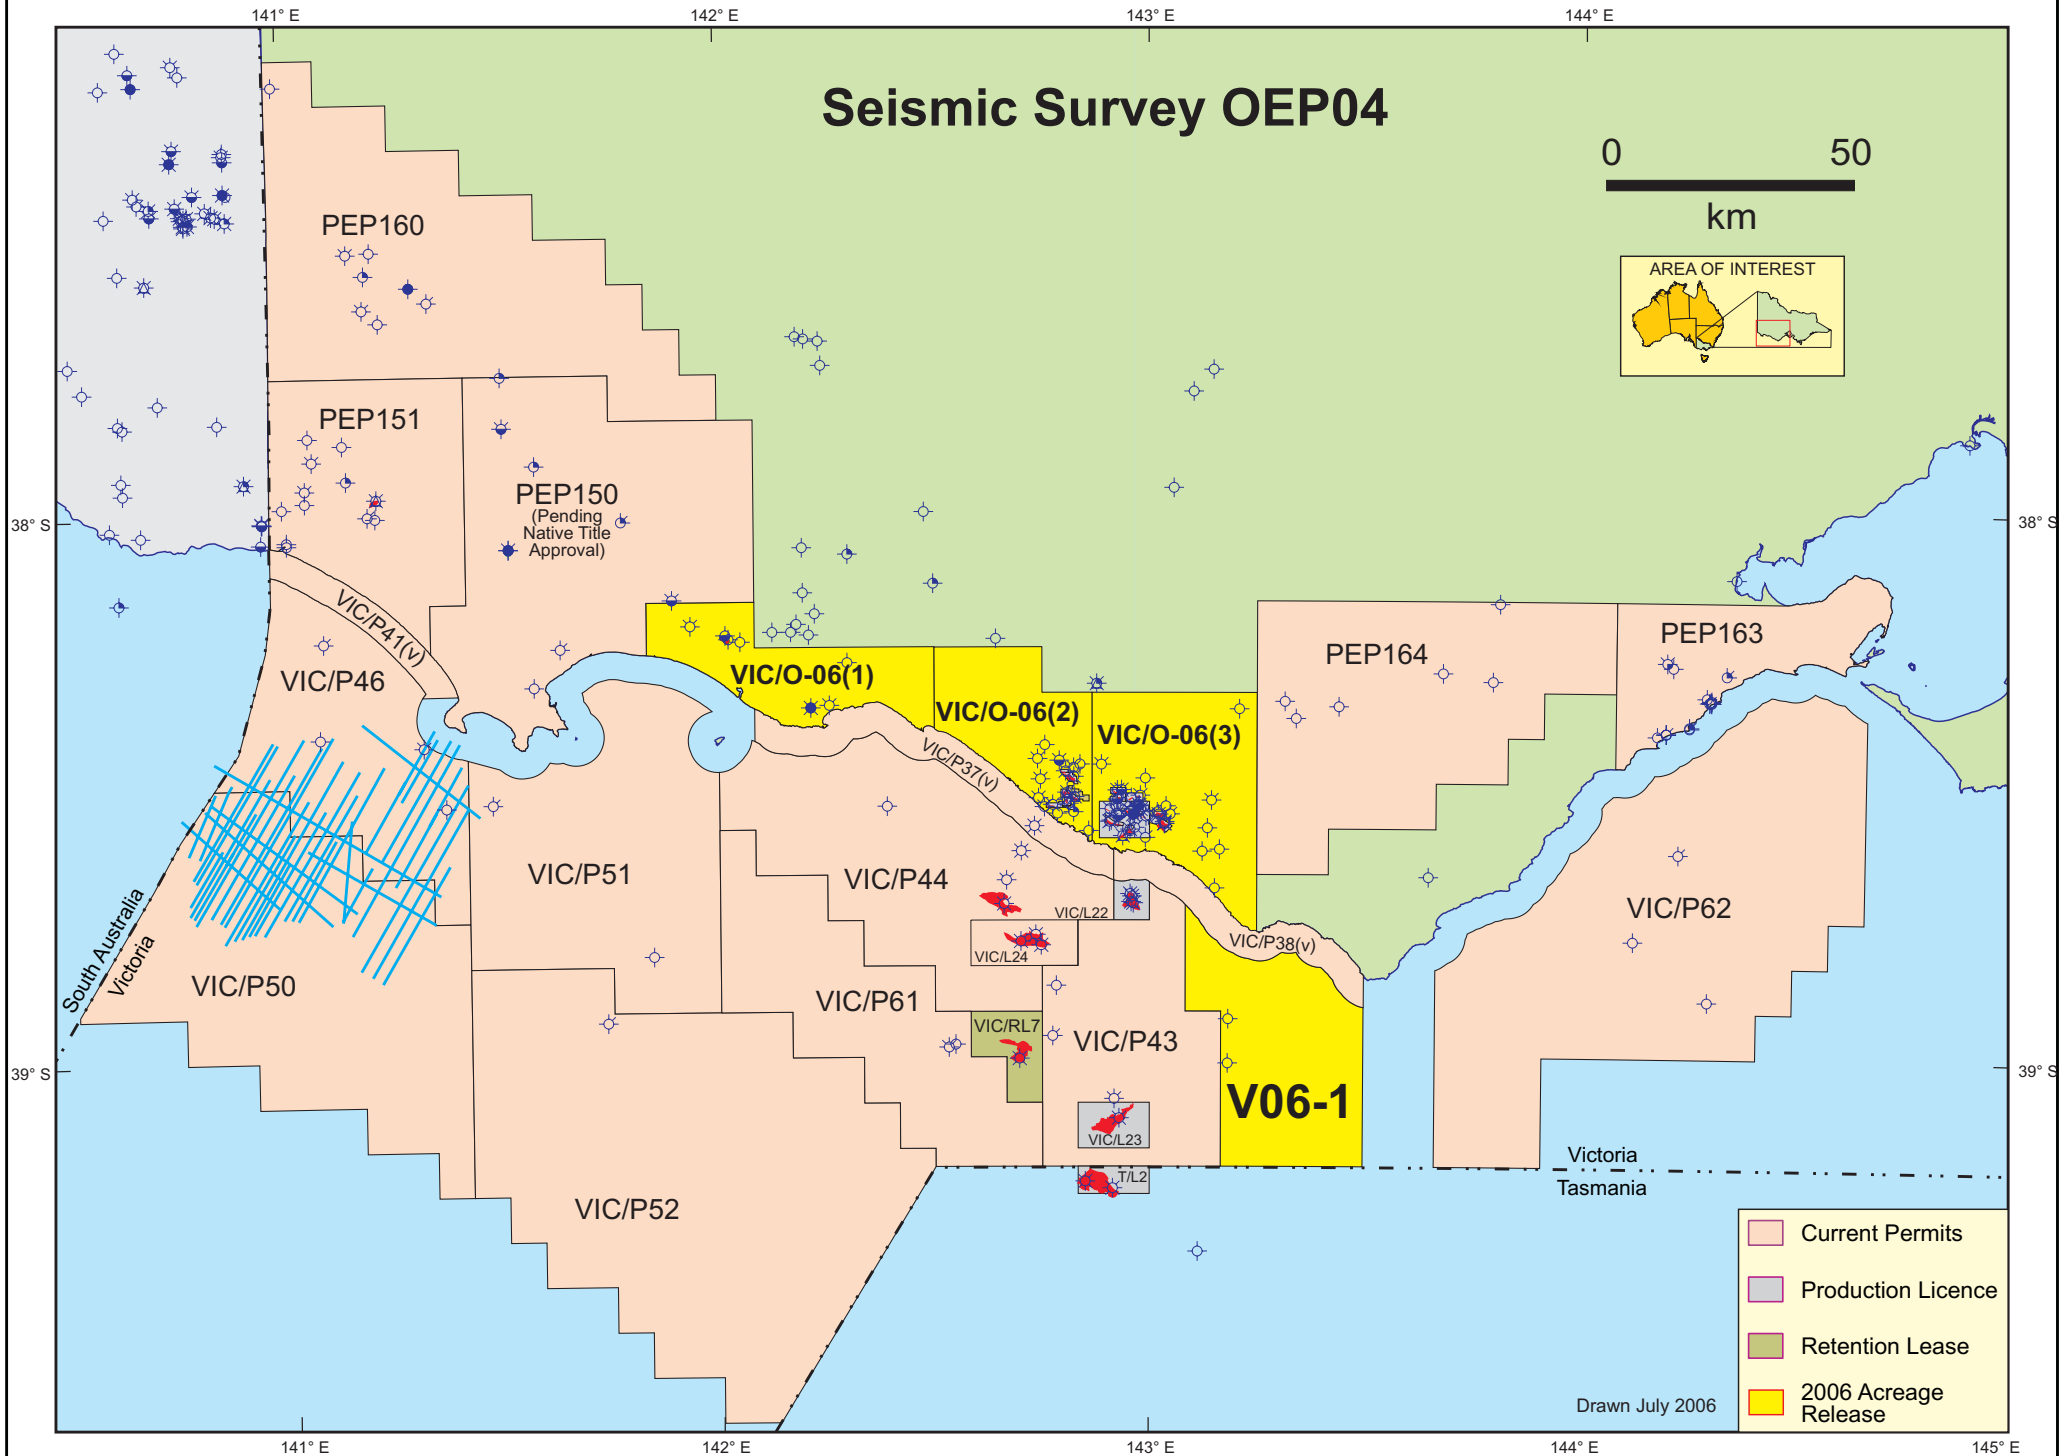 141° E
142° E
143° E
144° E
Seismic Survey OEP04
0
50
km
AREA OF INTEREST
PEP160
PEP151
PEP150
(Pending
Native Title
Approval)
38° S
38° S
VIC/P41(v)
VIC/P46
VIC/O-06(1)
VIC/O-06(2)
VIC/O-06(3)
PEP164
PEP163
VIC/P37(v)
VIC/P51
VIC/P44
VIC/L22
VIC/P62
VIC/P38(v)
VIC/L24
South Australia
Victoria
VIC/P50
VIC/P61
VIC/RL7
VIC/P43
39° S
39° S
V06-1
VIC/L23
T/L2
Victoria
Tasmania
VIC/P52
Current Permits
Production Licence
Retention Lease
2006 Acreage
Release
Drawn July 2006
141° E
142° E
143° E
144° E
145° E